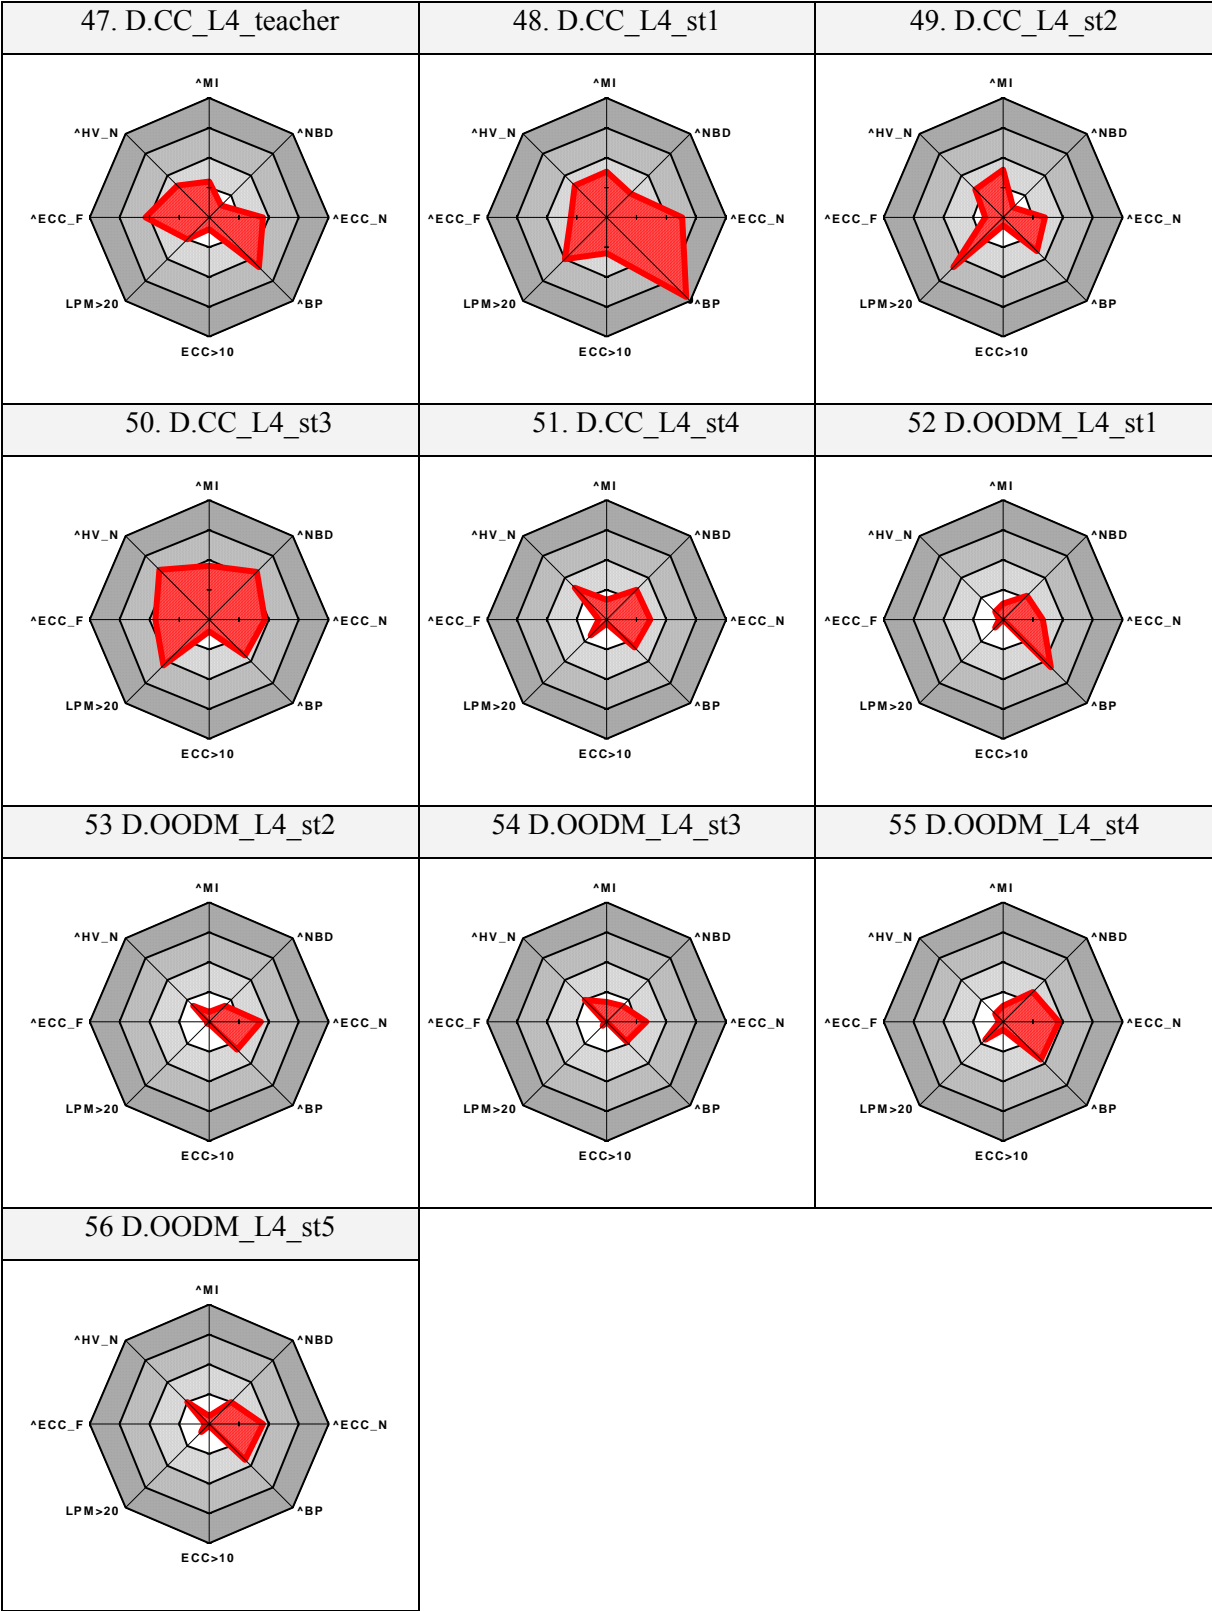 47. D.CC_L4_teacher
48. D.CC_L4_st1
49. D.CC_L4_st2
^MI
^HV_N
^NBD
^ECC_F
^ECC_N
LPM>20
^BP
ECC>10
^MI
^HV_N
^NBD
^ECC_F
^ECC_N
LPM>20
^BP
ECC>10
^MI
^HV_N
^NBD
^ECC_F
^ECC_N
LPM>20
^BP
ECC>10
50. D.CC_L4_st3
51. D.CC_L4_st4
52 D.OODM_L4_st1
^MI
^HV_N
^NBD
^ECC_F
^ECC_N
LPM>20
^BP
ECC>10
^MI
^HV_N
^NBD
^ECC_F
^ECC_N
LPM>20
^BP
ECC>10
^MI
^HV_N
^NBD
^ECC_F
^ECC_N
LPM>20
^BP
ECC>10
53 D.OODM_L4_st2
54 D.OODM_L4_st3
55 D.OODM_L4_st4
^MI
^HV_N
^NBD
^ECC_F
^ECC_N
LPM>20
^BP
ECC>10
^MI
^HV_N
^NBD
^ECC_F
^ECC_N
LPM>20
^BP
ECC>10
^MI
^HV_N
^NBD
^ECC_F
^ECC_N
LPM>20
^BP
ECC>10
56 D.OODM_L4_st5
^MI
^HV_N
^NBD
^ECC_F
^ECC_N
LPM>20
^BP
ECC>10